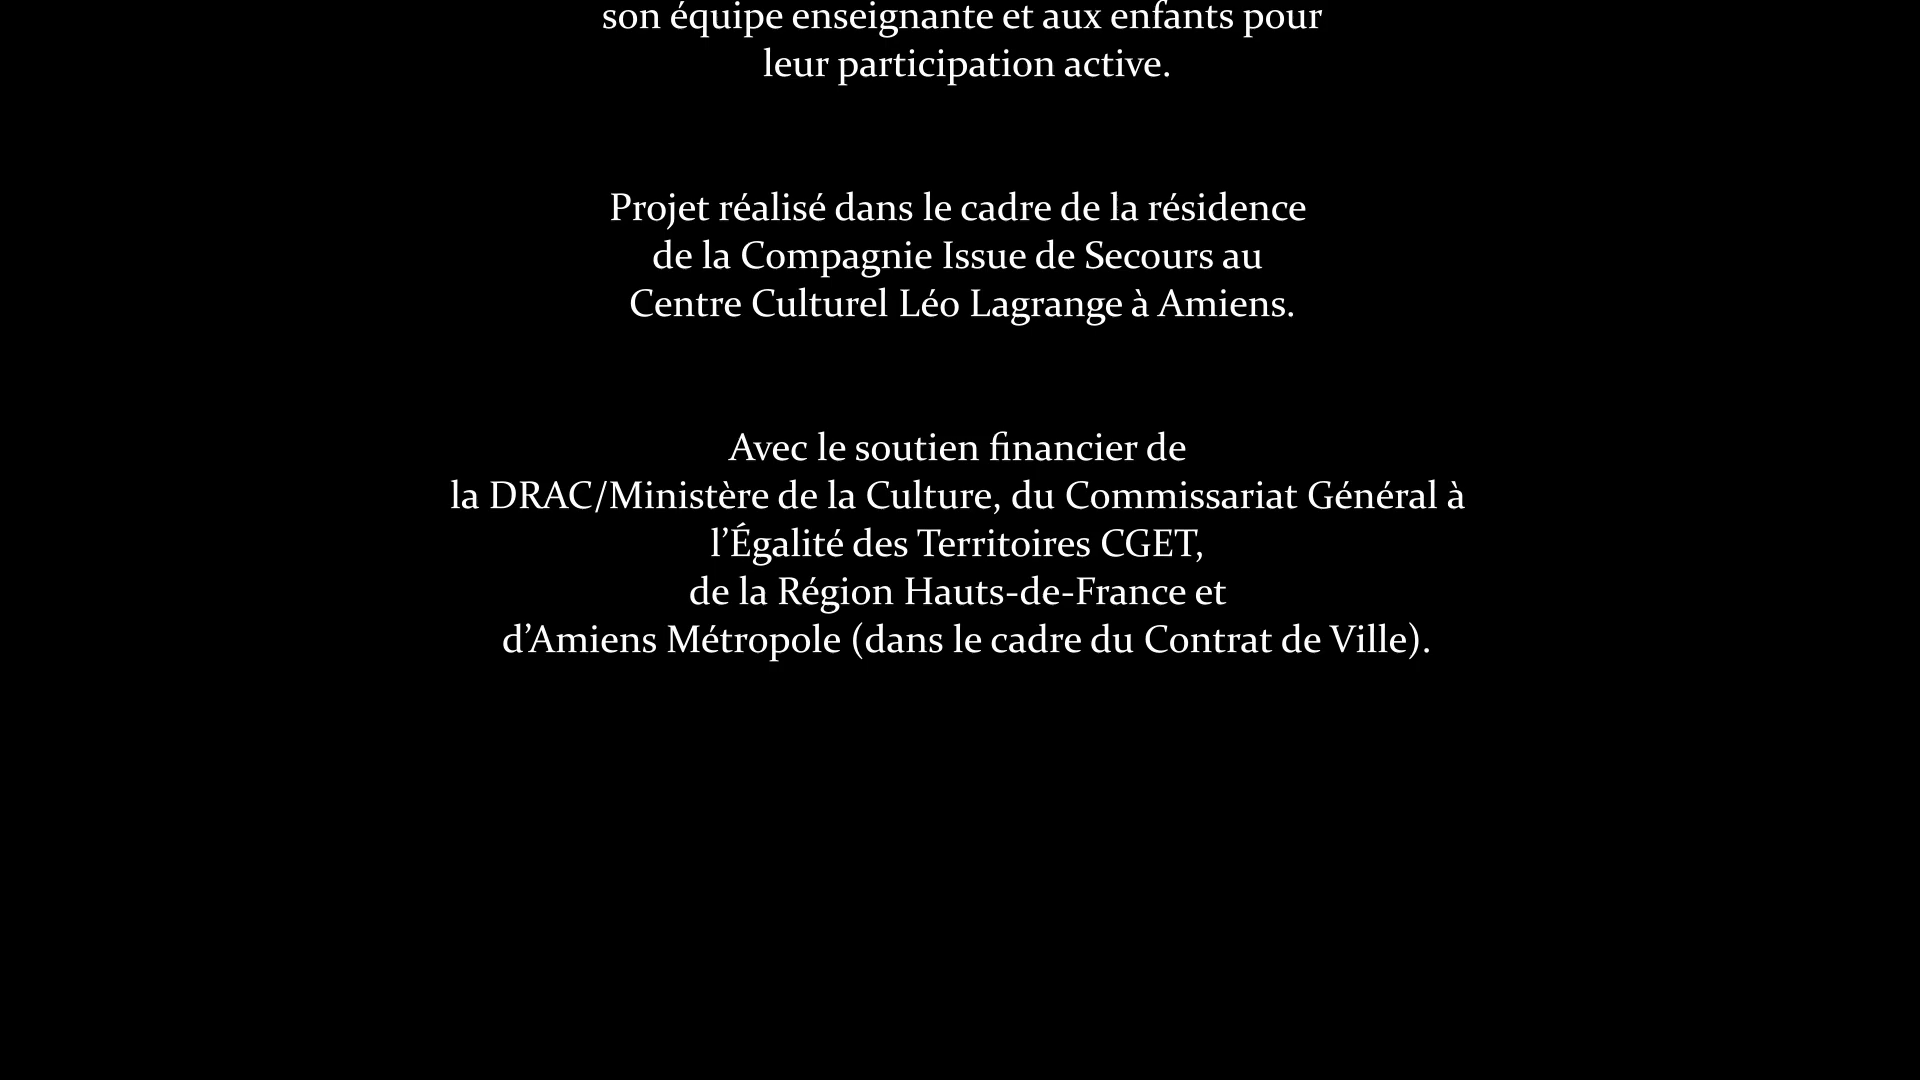 son équipe enseignante et aux enfants pour
leur participation active.
Projet réalisé dans le cadre de la résidence
de la Compagnie Issue de Secours au
Centre Culturel Léo Lagrange à Amiens.
Avec le soutien financier de
la DRAC/Ministère de la Culture, du Commissariat Général à
l’Égalité des Territoires CGET,
de la Région Hauts-de-France et
d’Amiens Métropole (dans le cadre du Contrat de Ville).